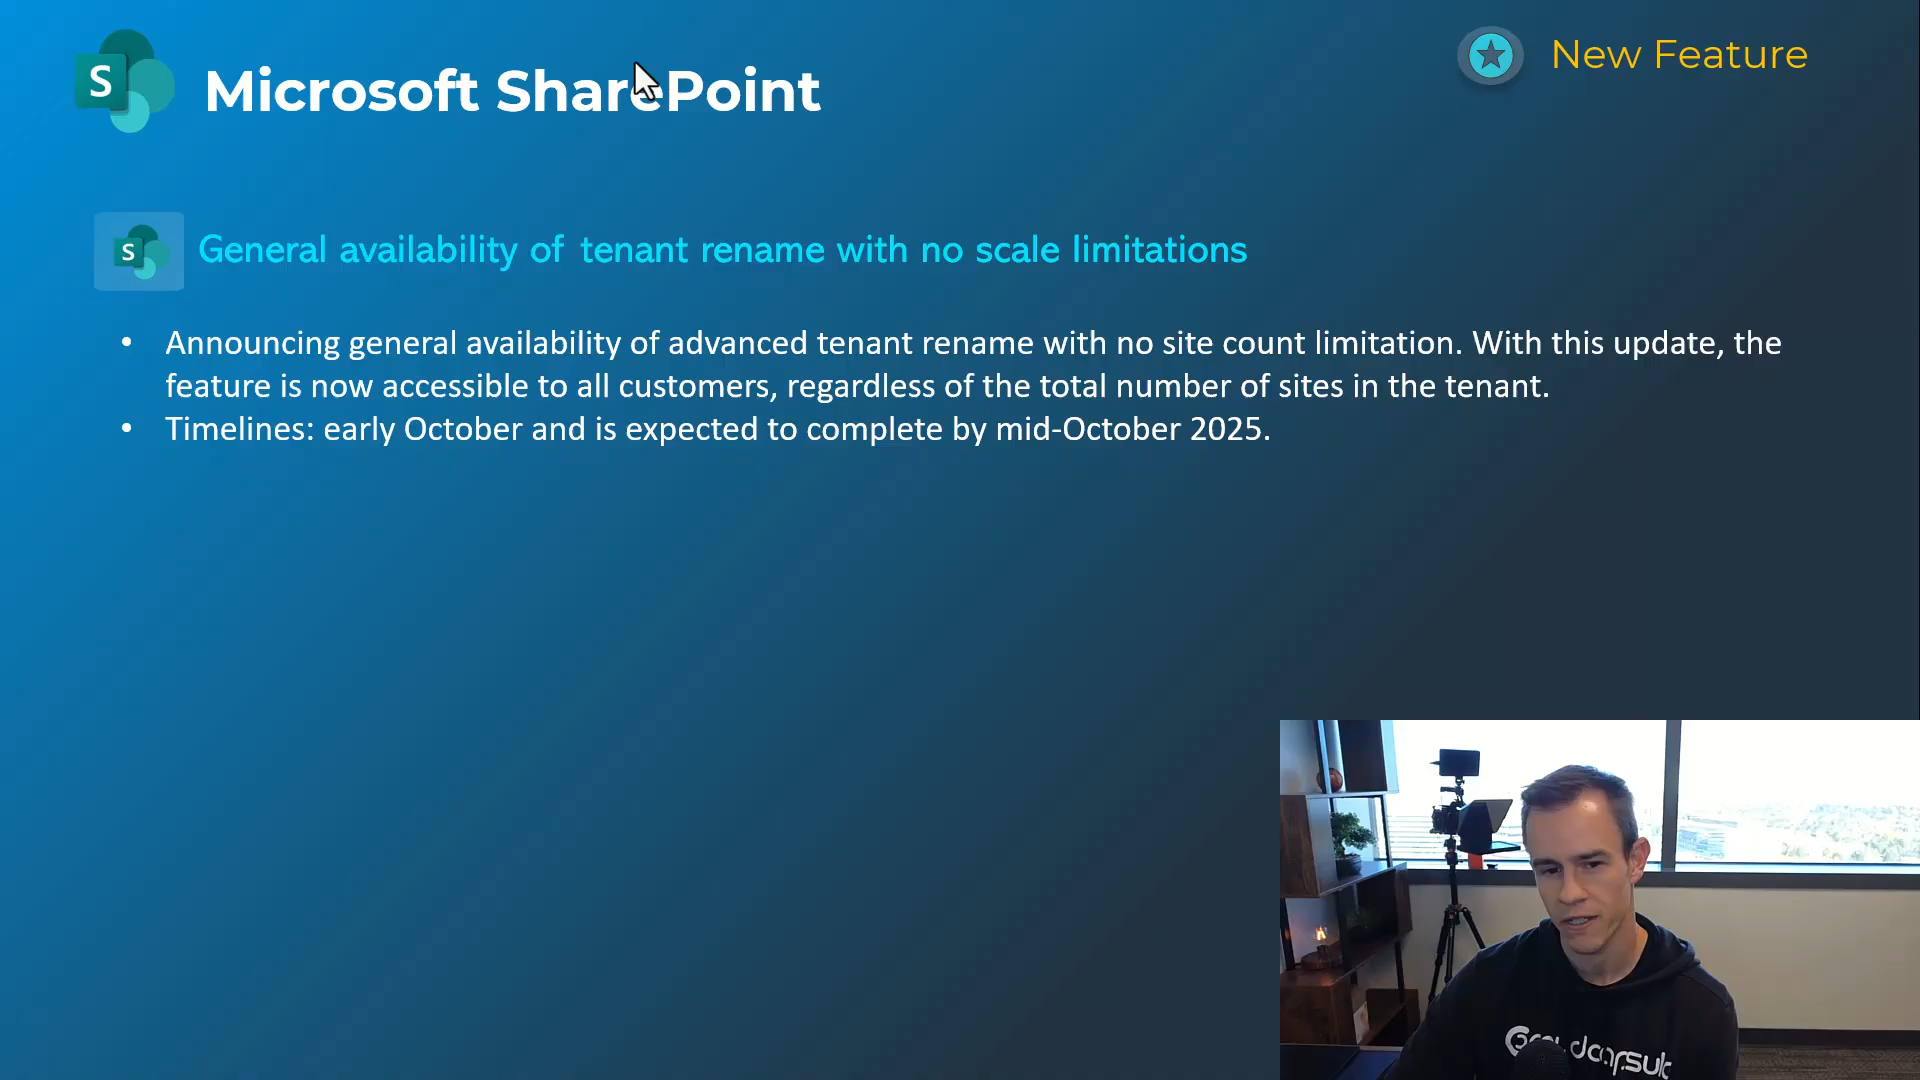 S
Microsoft SharePoint
New Feature
S
General availability of tenant rename with no scale limitations
• Announcing general availability of advanced tenant rename with no site count limitation. With this update, the
feature is now accessible to all customers, regardless of the total number of sites in the tenant.
• Timelines: early October and is expected to complete by mid-October 2025.